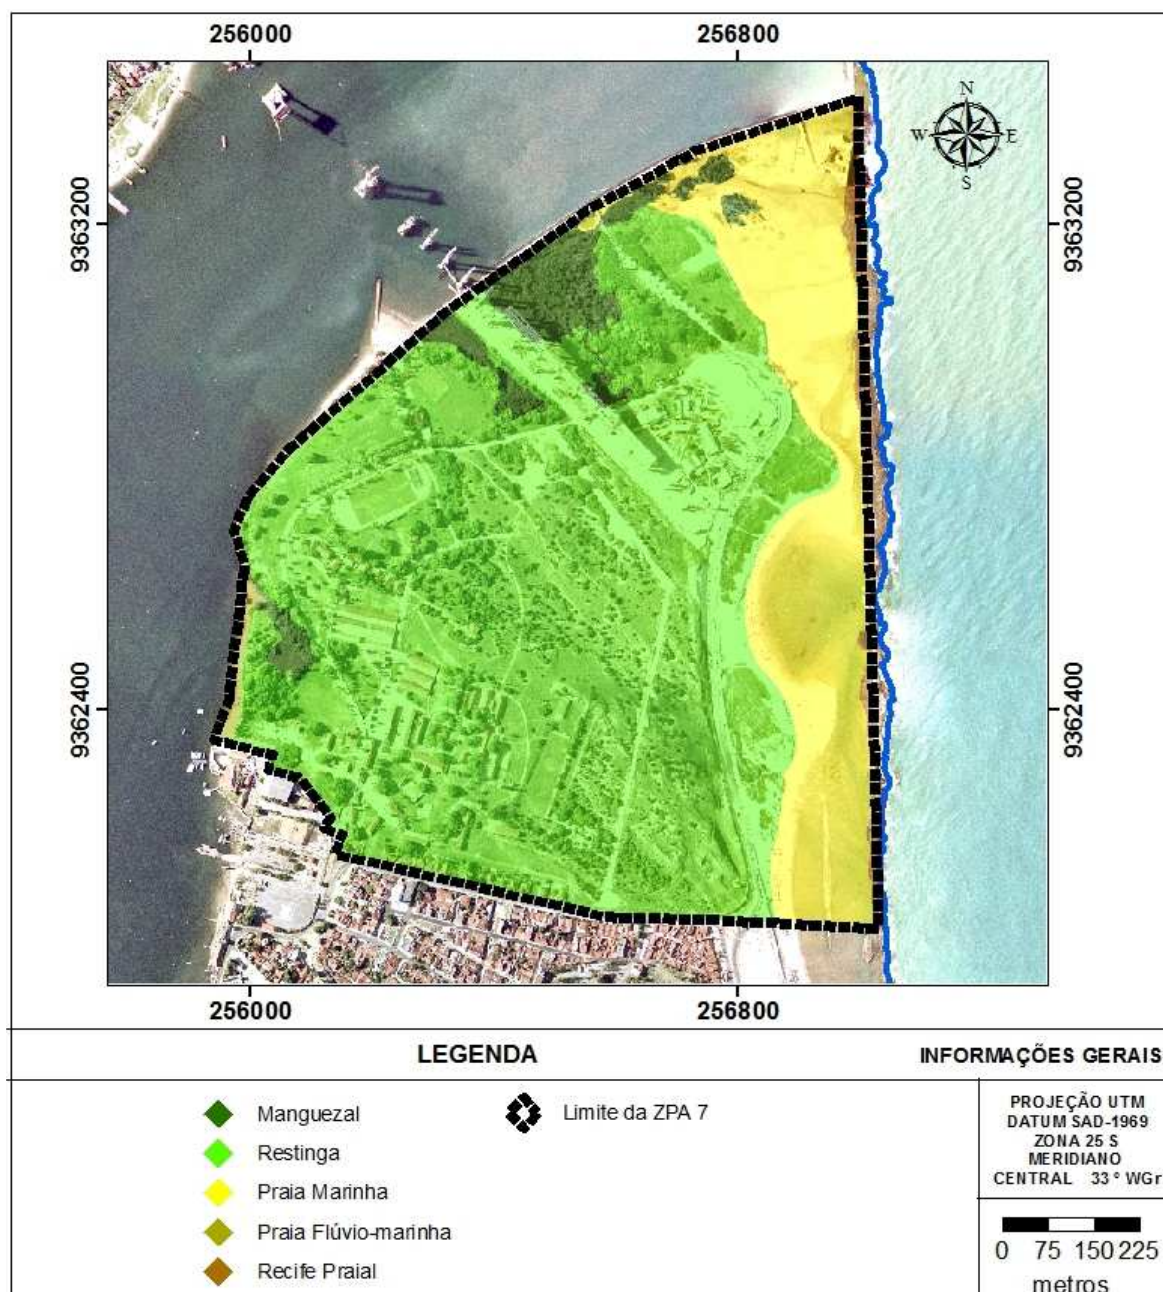 256000 256800
N
W E
S
9363200 9363200
9362400 9362400
256000 256800
LEGENDA
INFORMAÇÕES GERAIS
Manguezal
Restinga
Praia Marinha
Praia Flúvio-marinha
Recife Praial
Limite da ZPA 7
PROJEÇÃO UTM
DATUM SAD-1969
ZONA 25 S
MERIDIANO
CENTRAL 33 º WGr
0 75 150 225
metros